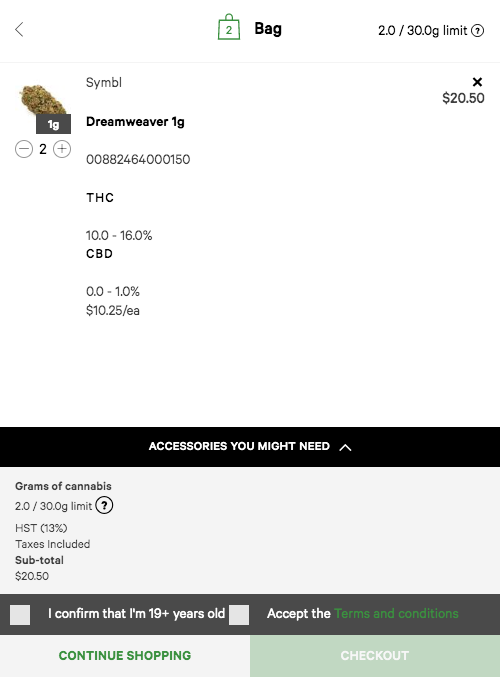 2
Bag
2.0 / 30.0g limit ?
Symbl
$20.50
1g
Dreamweaver 1g
2
00882464000150
THC
10.0 - 16.0%
CBD
0.0 - 1.0%
$10.25/ea
ACCESSORIES YOU MIGHT NEED
Grams of cannabis
2.0 / 30.0g limit ?
HST (13%)
Taxes Included
Sub-total
$20.50
I confirm that I'm 19+ years old
Accept the Terms and conditions
CONTINUE SHOPPING
CHECKOUT